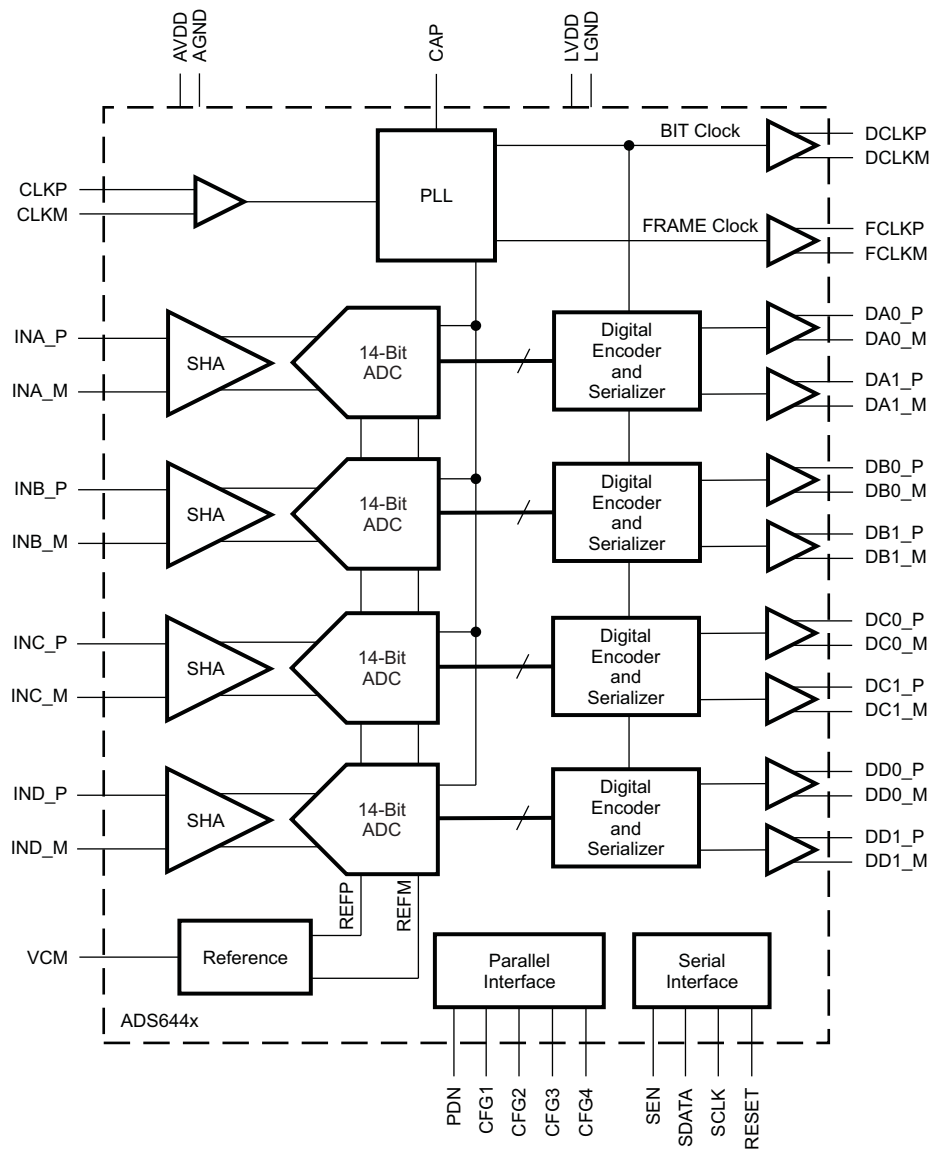 AVDD
AGND
CAP
LVDD
LGND
BIT Clock
DCLKP
DCLKM
CLKP
CLKM
PLL
FRAME Clock
FCLKP
FCLKM
INA_P
INA_M
SHA
14-Bit
ADC
Digital
Encoder
and
Serializer
DA0_P
DA0_M
DA1_P
DA1_M
INB_P
INB_M
SHA
14-Bit
ADC
Digital
Encoder
and
Serializer
DB0_P
DB0_M
DB1_P
DB1_M
INC_P
INC_M
SHA
14-Bit
ADC
Digital
Encoder
and
Serializer
DC0_P
DC0_M
DC1_P
DC1_M
IND_P
IND_M
SHA
14-Bit
ADC
Digital
Encoder
and
Serializer
DD0_P
DD0_M
DD1_P
DD1_M
REFP
REFM
VCM
Reference
Parallel
Interface
Serial
Interface
ADS644x
PDN
CFG1
CFG2
CFG3
CFG4
SEN
SDATA
SCLK
RESET